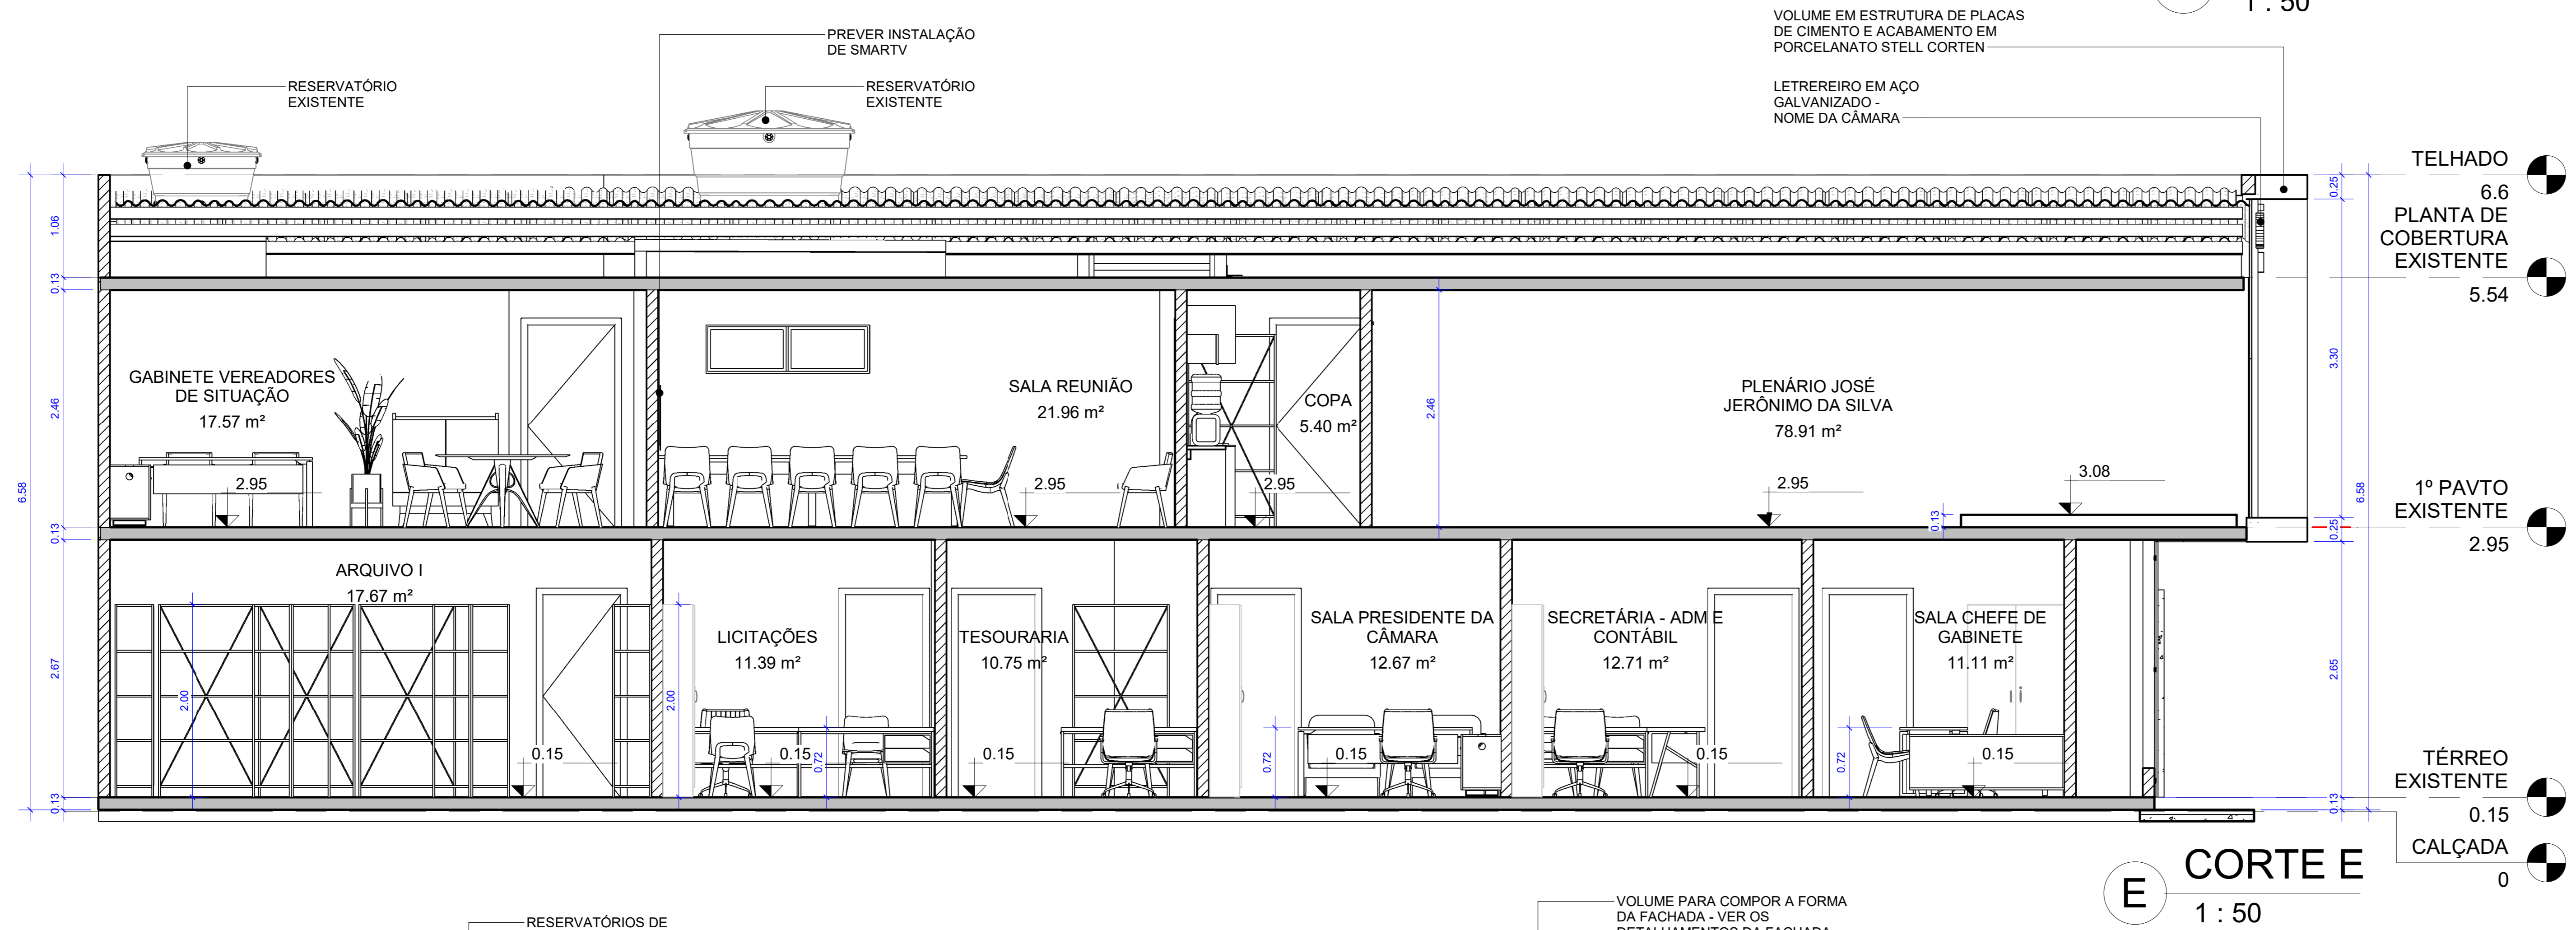 1 : 50
VOLUME EM ESTRUTURA DE PLACAS
DE CIMENTO E ACABAMENTO EM
PORCELANATO STELL CORTEN
PREVER INSTALAÇÃO
DE SMARTV
RESERVATÓRIO
EXISTENTE
RESERVATÓRIO
EXISTENTE
LETREREIRO EM AÇO
GALVANIZADO -
NOME DA CÂMARA
TELHADO
6.6
PLANTA DE
COBERTURA
EXISTENTE
5.54
1º PAVTO
EXISTENTE
2.95
TÉRREO
EXISTENTE
0.15
CALÇADA
0
6.58
1.06
0.13
2.46
0.13
2.67
0.13
GABINETE VEREADORES
DE SITUAÇÃO
17.57 m²
2.95
SALA REUNIÃO
21.96 m²
2.95
COPA
5.40 m²
2.95
2.46
PLENÁRIO JOSÉ
JERÔNIMO DA SILVA
78.91 m²
2.95
3.08
0.13
0.25
3.30
0.25
2.65
0.13
6.58
ARQUIVO I
17.67 m²
2.00
0.15
LICITAÇÕES
11.39 m²
2.00
0.15
0.72
TESOURARIA
10.75 m²
0.15
SALA PRESIDENTE DA
CÂMARA
12.67 m²
0.72
0.15
SECRETÁRIA - ADM E
CONTÁBIL
12.71 m²
0.15
SALA CHEFE DE
GABINETE
11.11 m²
0.72
0.15
E
CORTE E
1 : 50
RESERVATÓRIOS DE
VOLUME PARA COMPOR A FORMA
DA FACHADA - VER OS
DETALHAMENTOS DA FACHADA